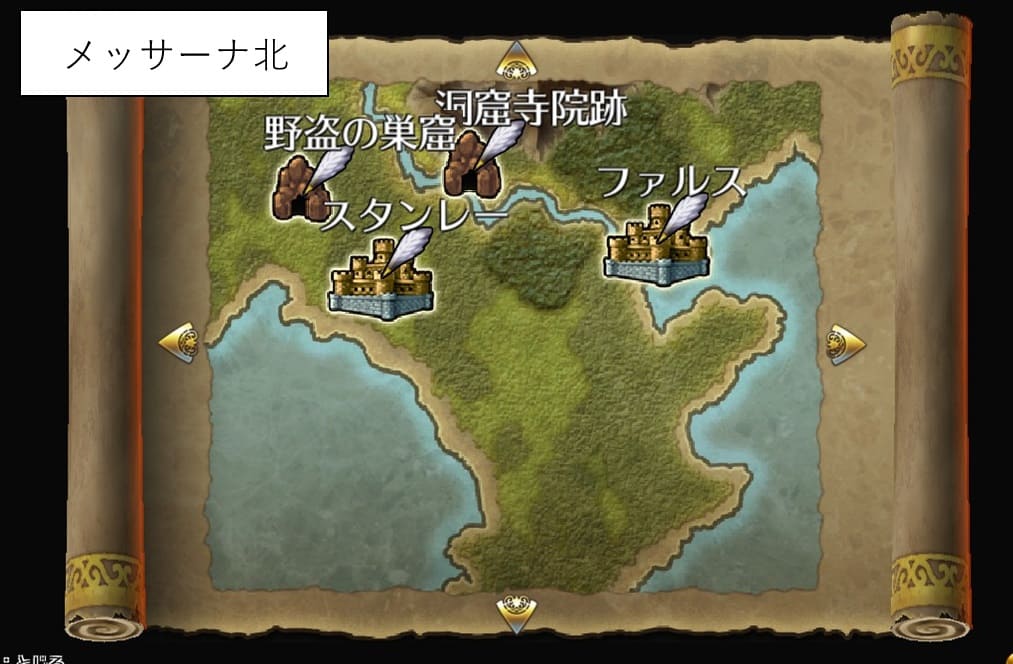 メッサーナ北
洞窟寺院跡
野盗の巣窟
ファルス
スタンレー